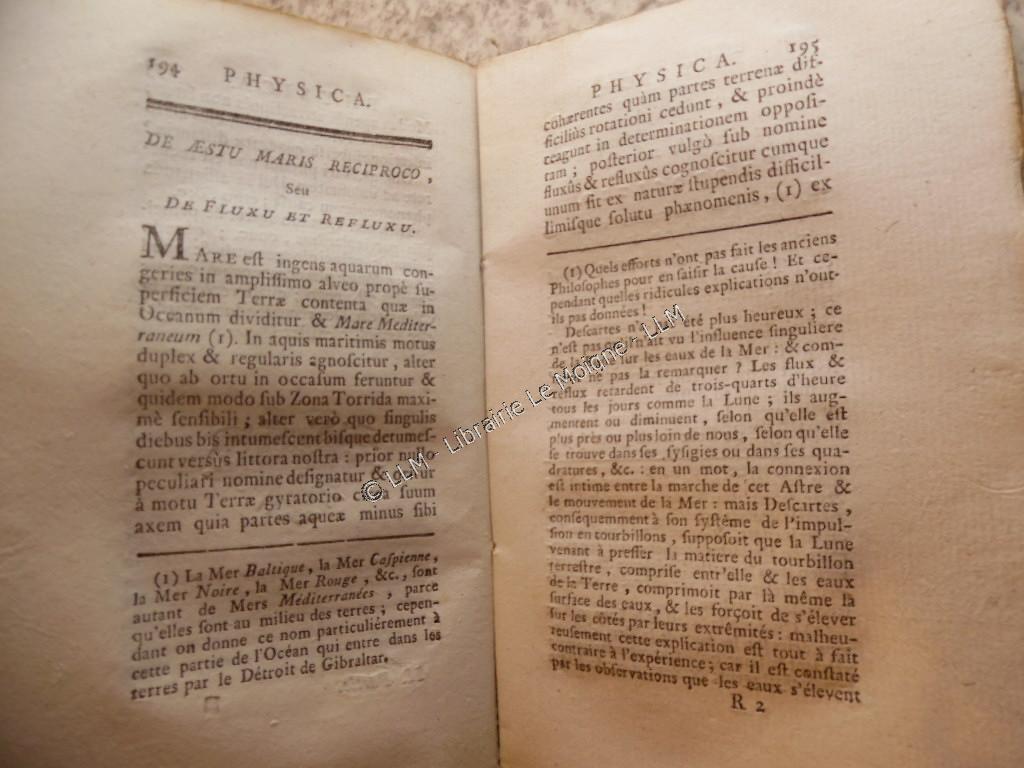 194 PHYSICA.
DE ÆSTU MARIS RECIPROCO,
Seu
DE FLUXU ET REFLUXU.
MARE eſt ingens aquarum con-
geries in ampliſſimo alveo propè ſu-
perficiem Terræ contenta quæ in
Oceanum dividitur & Mare Mediter-
raneum (1). In aquis maritimis motus
duplex & regularis agnoſcitur, alter
quo ab ortu in occaſum feruntur &
quidem modo ſub Zona Torrida maxi-
mè ſenſibili; alter verò quo ſingulis
diebus bis intumeſcent biſque detumeſ-
cunt versùs littora noſtra: prior nullo
peculiari nomine deſignatur &
à motu Terræ gyratorio ſuum
axem quia partes aqueæ minus ſibi
(1) La Mer Baltique, la Mer Caſpienne,
la Mer Noire, la Mer Rouge, &c., ſont
autant de Mers Méditerranées, parce
qu'elles ſont au milieu des terres; cepen-
dant on donne ce nom particuliérement à
cette partie de l'Océan qui entre dans les
terres par le Détroit de Gibraltar.
PHYSICA. 195
cohærentes quàm partes terrenæ dif-
ficiliùs rotationi cedunt, & proindè
reagunt in determinationem oppoſi-
tam; poſterior vulgò ſub nomine
fluxûs & refluxûs cognoſcitur cumque
unum ſit ex naturæ ſtupendis difficil-
limiſque ſolutu phænomenis, (1) ex
(1) Quels efforts n'ont pas fait les anciens
Philoſophes pour en ſaiſir la cauſe! Et ce-
pendant quelles ridicules explications n'ont-
ils pas données!
Deſcartes n'a été plus heureux; ce
n'eſt pas qu'il n'ait vu l'influence ſinguliere
de la ſur les eaux de la Mer: & com-
ne pas la remarquer? Les flux &
reflux retardent de trois-quarts d'heure
tous les jours comme la Lune; ils aug-
mentent ou diminuent, ſelon qu'elle eſt
plus près ou plus loin de nous, ſelon qu'elle
ſe trouve dans ſes ſyſigies ou dans ſes qua-
dratures, &c.: en un mot, la connexion
eſt intime entre la marche de cet Aſtre &
le mouvement de la Mer: mais Deſcartes,
conſéquemment à ſon ſyſtême de l'impul-
ſion en tourbillons, ſuppoſoit que la Lune
venant à preſſer la matiere du tourbillon
terreſtre, compriſe entr'elle & les eaux
de la Terre, comprimoit par là même la
ſurface des eaux, & les forçoit de s'élever
ſur les côtés par leurs extrêmités: malheu-
reuſement cette explication eſt tout à fait
contraire à l'expérience; car il eſt conſtaté
par les obſervations que les eaux s'élevent
R 2
© LLM - Librairie Le Moigne - LLM